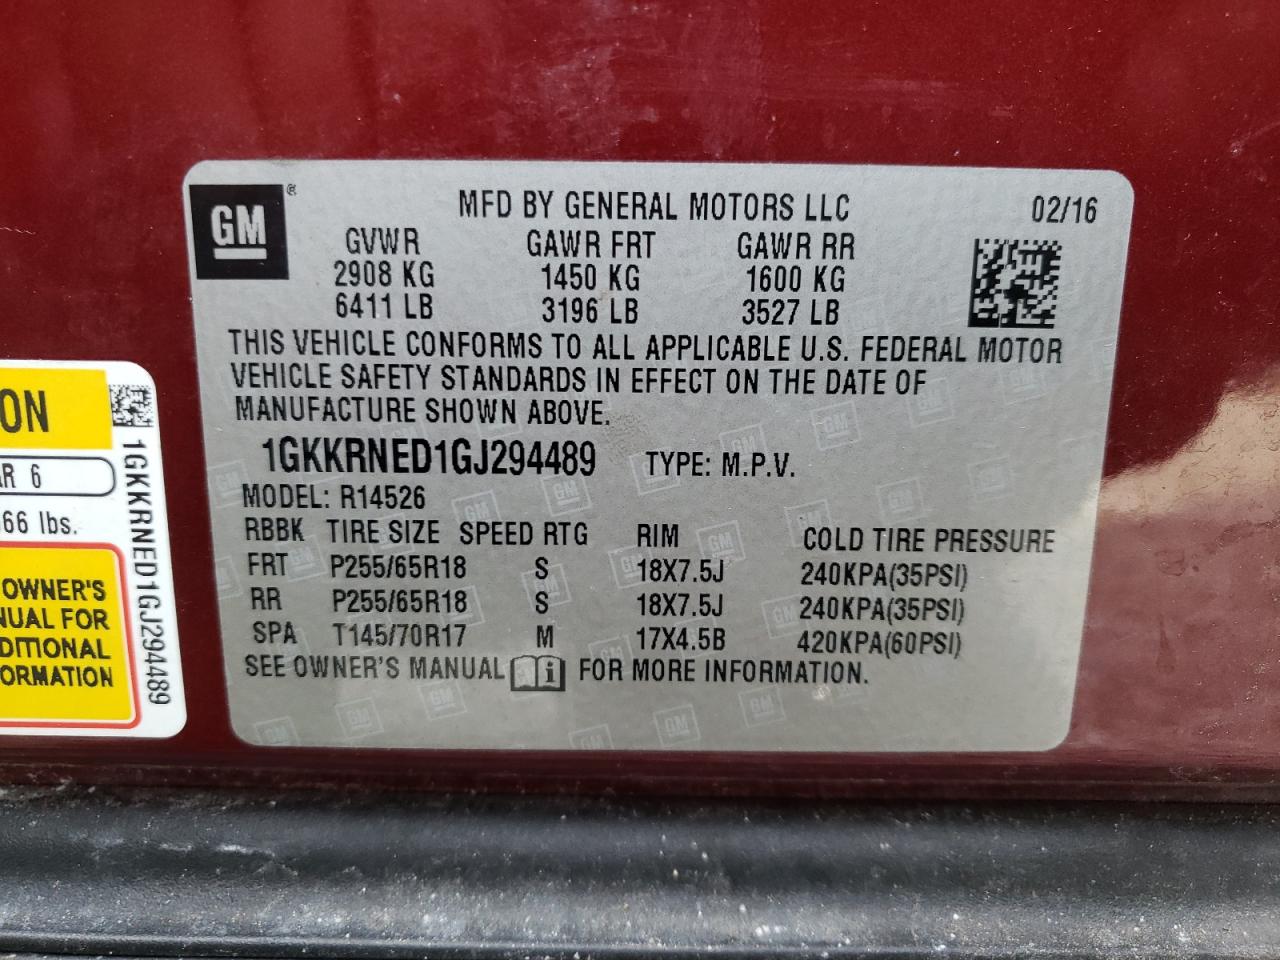 GM ®
MFD BY GENERAL MOTORS LLC 02/16
GVWR GAWR FRT GAWR RR
2908 KG 1450 KG 1600 KG
6411 LB 3196 LB 3527 LB
THIS VEHICLE CONFORMS TO ALL APPLICABLE U.S. FEDERAL MOTOR
VEHICLE SAFETY STANDARDS IN EFFECT ON THE DATE OF
MANUFACTURE SHOWN ABOVE.
1GKKRNED1GJ294489 TYPE: M.P.V.
MODEL: R14526
RBBK TIRE SIZE SPEED RTG RIM COLD TIRE PRESSURE
FRT P255/65R18 S 18X7.5J 240KPA(35PSI)
RR P255/65R18 S 18X7.5J 240KPA(35PSI)
SPA T145/70R17 M 17X4.5B 420KPA(60PSI)
SEE OWNER'S MANUAL i FOR MORE INFORMATION.
ON
AR 6
66 lbs.
OWNER'S
NUAL FOR
DITIONAL
ORMATION
1GKKRNED1GJ294489